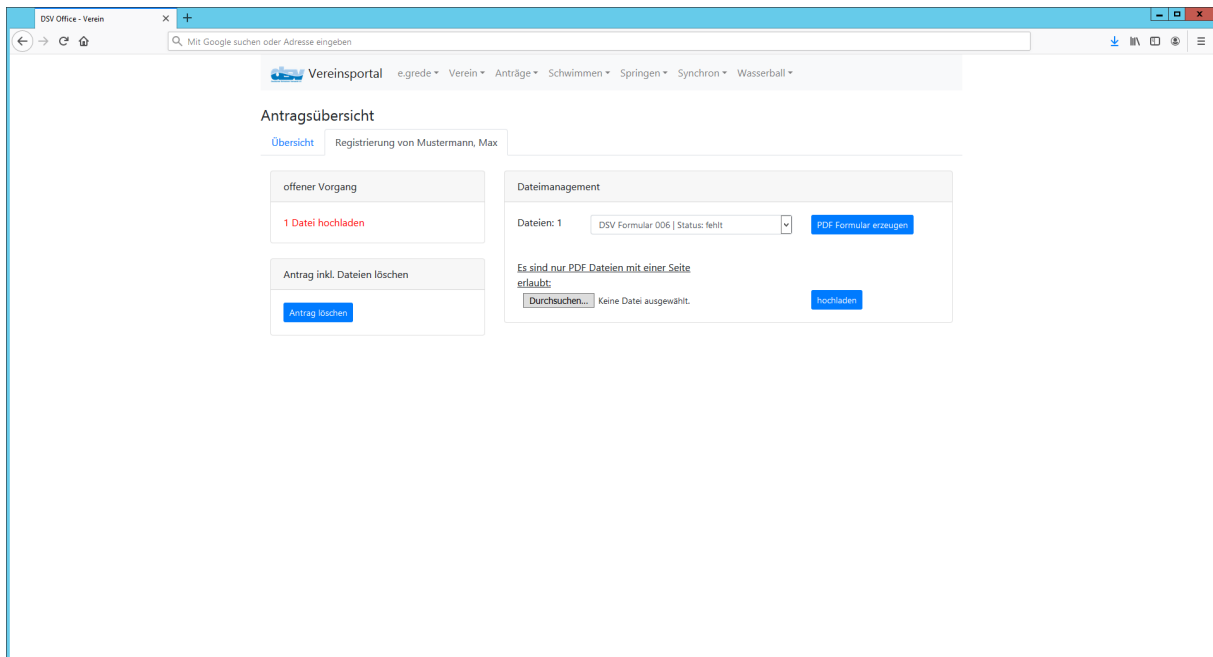 DSV Office - Verein
Mit Google suchen oder Adresse eingeben
dsv Vereinsportal e.grede Verein Anträge Schwimmen Springen Synchron Wasserball
Antragsübersicht
Übersicht Registrierung von Mustermann, Max
offener Vorgang
1 Datei hochladen
Antrag inkl. Dateien löschen
Antrag löschen
Dateimanagement
Dateien: 1 DSV Formular 006 | Status: fehlt PDF Formular erzeugen
Es sind nur PDF Dateien mit einer Seite
erlaubt:
Durchsuchen... Keine Datei ausgewählt. hochladen